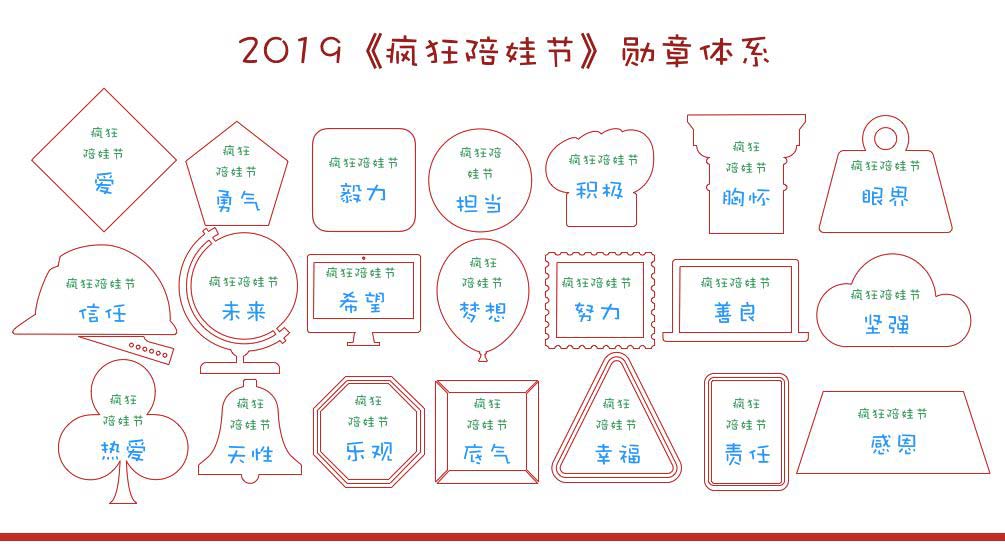 2019《疯狂陪娃节》勋章体系
疯狂
陪娃节
爱
疯狂
陪娃节
勇气
疯狂陪娃节
毅力
疯狂陪
娃节
担当
疯狂陪娃节
积极
疯狂
陪娃节
胸怀
疯狂陪娃节
眼界
疯狂陪娃节
信任
疯狂陪娃节
未来
疯狂陪娃节
希望
疯狂
陪娃节
梦想
疯狂陪娃节
努力
疯狂陪娃节
善良
疯狂陪娃节
坚强
疯狂
陪娃节
热爱
疯狂
陪娃节
天性
疯狂
陪娃节
乐观
疯狂
陪娃节
底气
疯狂
陪娃节
幸福
疯狂
陪娃节
责任
疯狂陪娃节
感恩